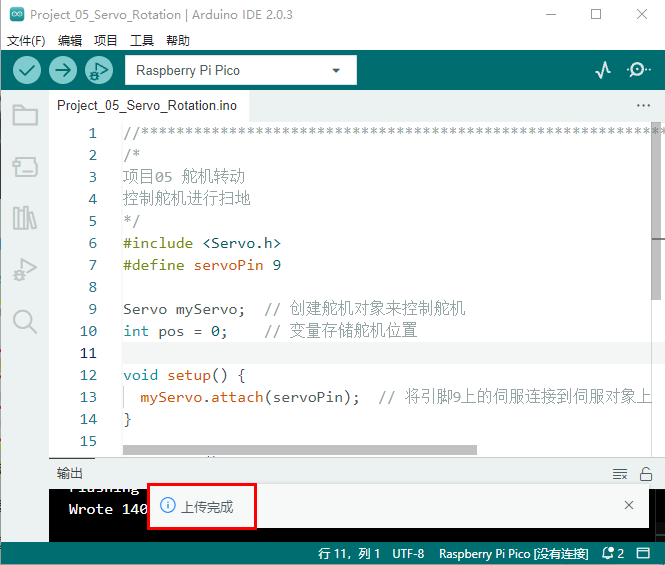 Project_05_Servo_Rotation | Arduino IDE 2.0.3
文件(F) 编辑 项目 工具 帮助
Raspberry Pi Pico
Project_05_Servo_Rotation.ino
1 //************************************************************
2 /*
3 项目05 舵机转动
4 控制舵机进行扫地
5 */
6 #include <Servo.h>
7 #define servoPin 9
8
9 Servo myServo;  // 创建舵机对象来控制舵机
10 int pos = 0;    // 变量存储舵机位置
11
12 void setup() {
13   myServo.attach(servoPin);  // 将引脚9上的伺服连接到伺服对象上
14 }
15
输出
Flashing
Wrote 140
上传完成
行 11，列 1 UTF-8 Raspberry Pi Pico [没有连接] 2